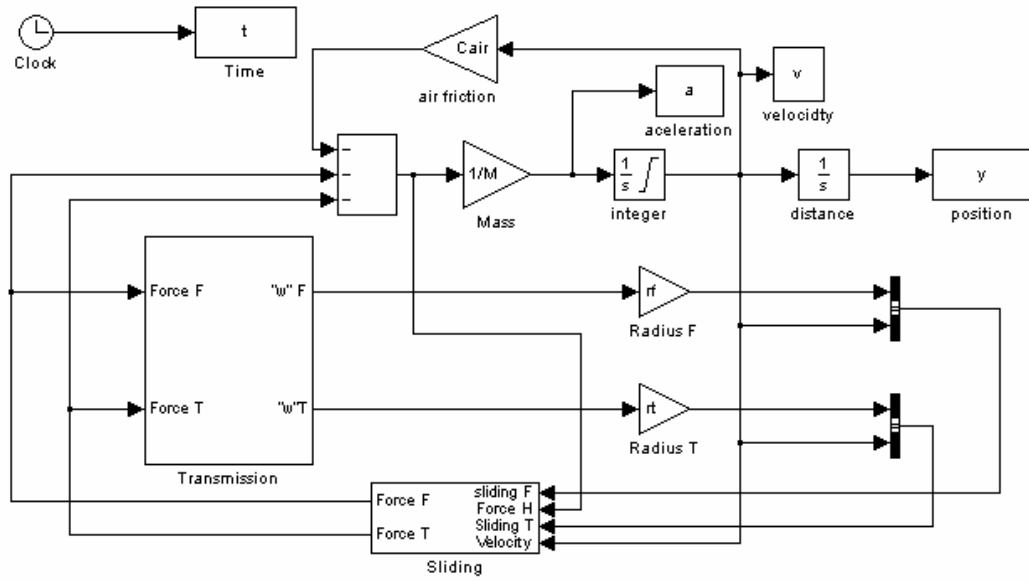 t
Clock
Time
Cair
air friction
a
aceleration
v
velocidty
−
−
−
1/M
Mass
1
s
integer
1
s
distance
y
position
Force F
"w" F
rf
Radius F
Force T
"w"T
rt
Radius T
Transmission
Force F
sliding F
Force H
Force T
Sliding T
Velocity
Sliding